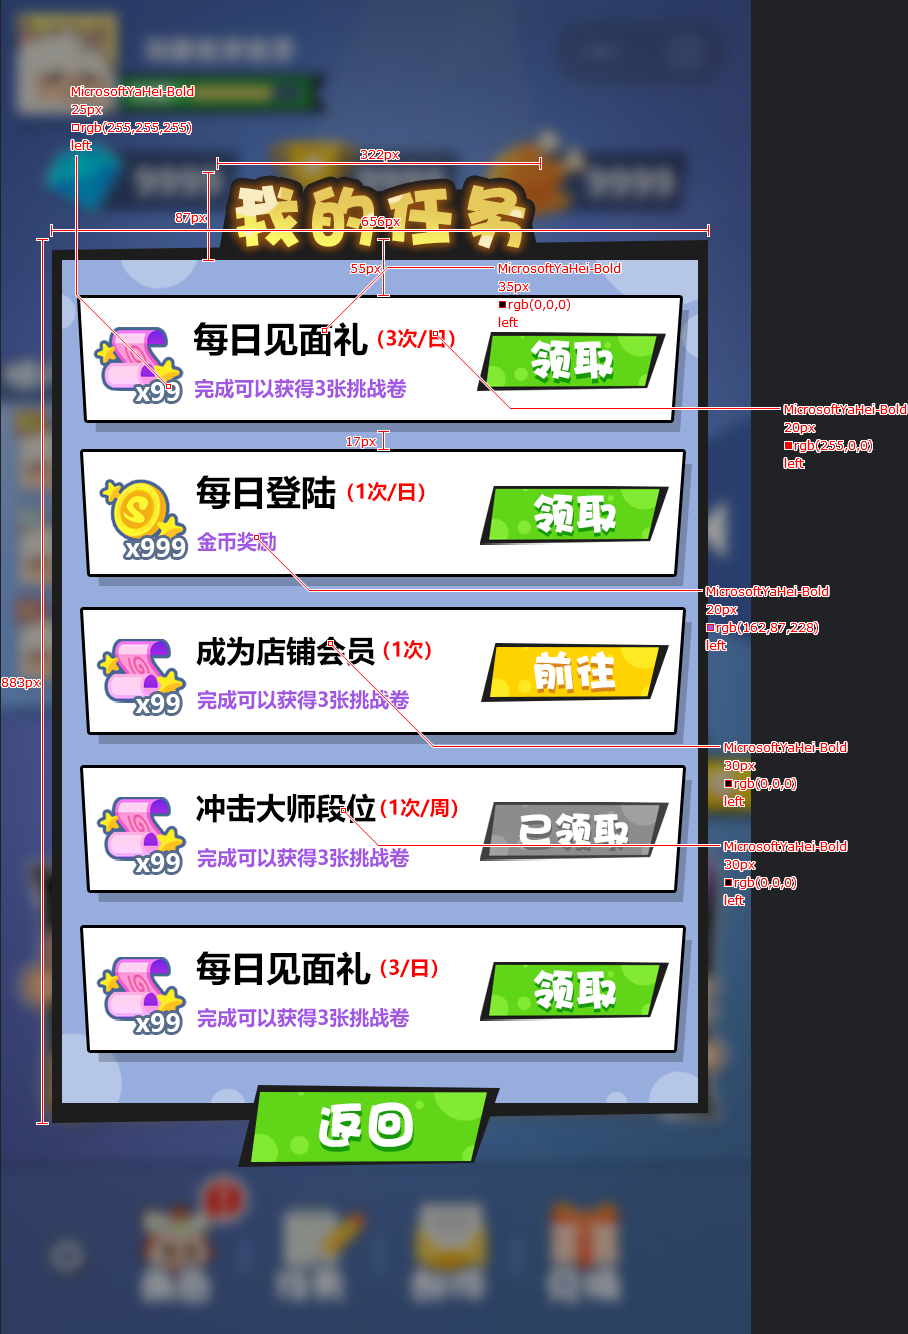 MicrosoftYaHei-Bold
25px
rgb(255,255,255)
left
9999
9999
322px
87px
我的任务
656px
55px
MicrosoftYaHei-Bold
35px
rgb(0,0,0)
left
每日见面礼
(3次/日)
领取
x99
完成可以获得3张挑战卷
MicrosoftYaHei-Bold
20px
rgb(255,0,0)
left
17px
每日登陆
(1次/日)
领取
x999
金币奖励
MicrosoftYaHei-Bold
20px
rgb(162,87,228)
left
成为店铺会员
(1次)
前往
x99
完成可以获得3张挑战卷
883px
MicrosoftYaHei-Bold
30px
rgb(0,0,0)
left
冲击大师段位
(1次/周)
已领取
x99
完成可以获得3张挑战卷
MicrosoftYaHei-Bold
30px
rgb(0,0,0)
left
每日见面礼
(3/日)
领取
x99
完成可以获得3张挑战卷
返回